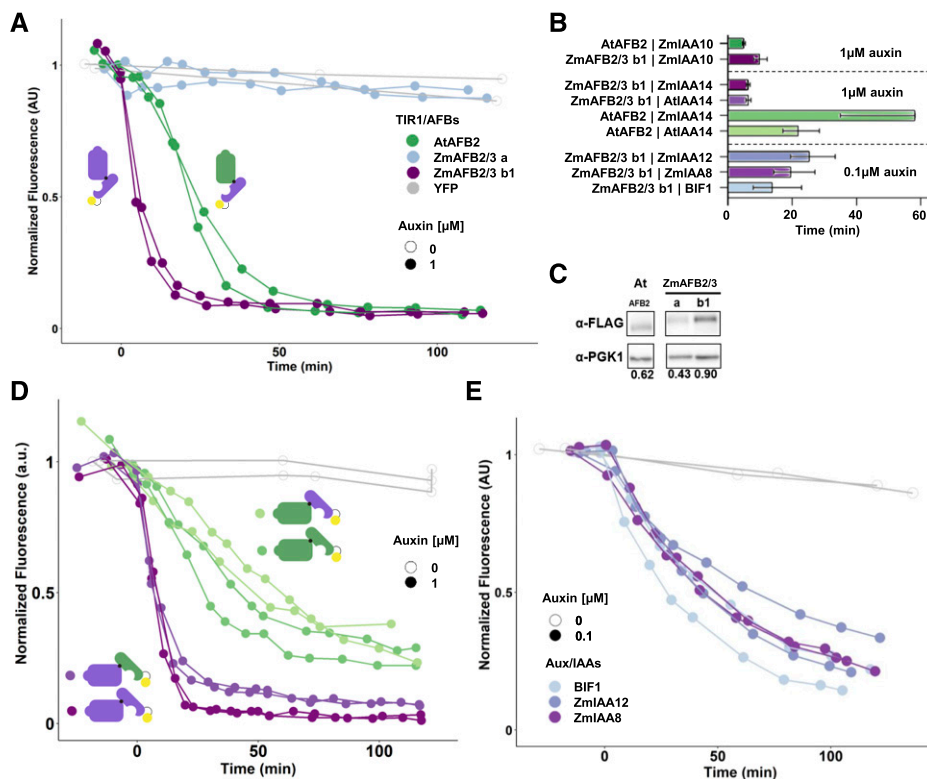 A
Normalized Fluorescence (AU)
1
0.5
0
TIR1/AFBs
AtAFB2
ZmAFB2/3 a
ZmAFB2/3 b1
YFP
Auxin [µM]
0
1
0 50 100
Time (min)
B
AtAFB2 | ZmIAA10
ZmAFB2/3 b1 | ZmIAA10
1µM auxin
ZmAFB2/3 b1 | ZmIAA14
ZmAFB2/3 b1 | AtIAA14
AtAFB2 | ZmIAA14
AtAFB2 | AtIAA14
1µM auxin
ZmAFB2/3 b1 | ZmIAA12
ZmAFB2/3 b1 | ZmIAA8
ZmAFB2/3 b1 | BIF1
0.1µM auxin
0 20 40 60
Time (min)
C
At ZmAFB2/3
AFB2 a b1
α-FLAG
α-PGK1
0.62 0.43 0.90
D
Normalized Fluorescence (a.u.)
1
0.5
0
Auxin [µM]
0
1
0 50 100
Time (min)
E
Normalized Fluorescence (AU)
1
0.5
0
Auxin [µM]
0
0.1
Aux/IAAs
BIF1
ZmIAA12
ZmIAA8
0 50 100
Time (min)